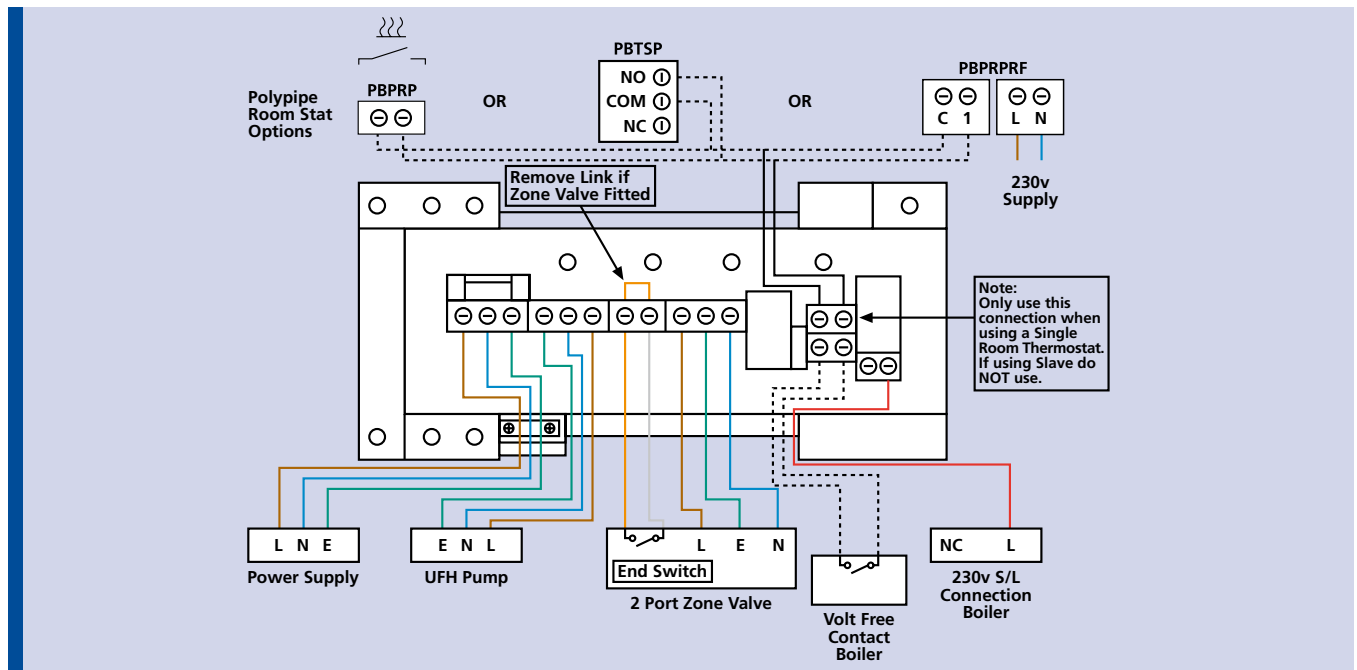 Polypipe
Room Stat
Options
PBPRP
OR
PBTSP
NO
COM
NC
OR
PBPRPRF
C 1
L N
230v
Supply
Remove Link if
Zone Valve Fitted
Note:
Only use this
connection when
using a Single
Room Thermostat.
If using Slave do
NOT use.
L N E
Power Supply
E N L
UFH Pump
L E N
End Switch
2 Port Zone Valve
Volt Free
Contact
Boiler
NC L
230v S/L
Connection
Boiler